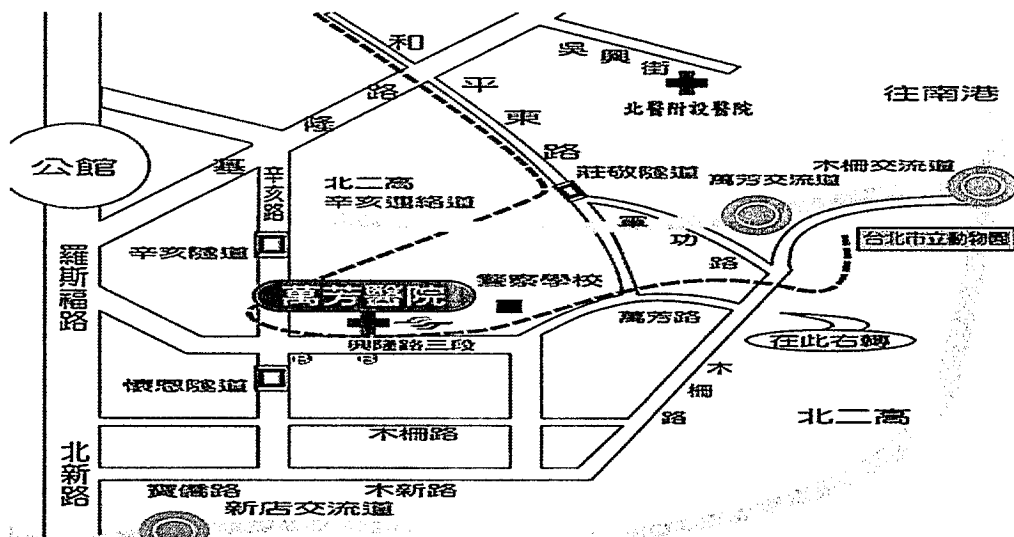 和平東路
吳興街
北醫附設醫院
往南港
基隆路
公館
辛亥路
北二高
辛亥連絡道
莊敬隧道
木柵交流道
萬芳交流道
軍功路
台北市立動物園
辛亥隧道
羅斯福路
萬芳醫院
警察學校
萬芳路
在此右轉
興隆路三段
懷恩隧道
木柵路
北二高
木柵路
北新路
寶僑路
木新路
新店交流道